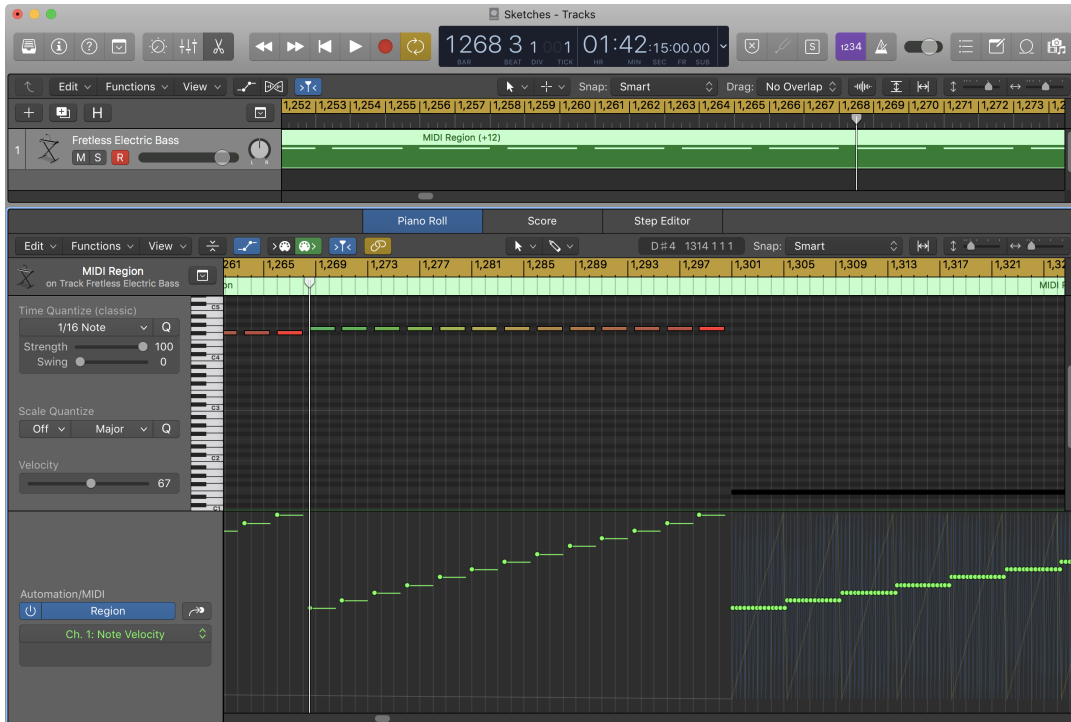 Sketches - Tracks
1268 3 1 001 01:42:15:00.00
BAR BEAT DIV TICK HR MIN SEC FR SUB
S 1234
Edit Functions View Snap: Smart Drag: No Overlap
H
1,252 1,253 1,254 1,255 1,256 1,257 1,258 1,259 1,260 1,261 1,262 1,263 1,264 1,265 1,266 1,267 1,268 1,269 1,270 1,271 1,272 1,273
1 Fretless Electric Bass
M S R
L R
MIDI Region (+12)
Piano Roll Score Step Editor
Edit Functions View D♯4 1314 1 1 1 Snap: Smart
261 1,265 1,269 1,273 1,277 1,281 1,285 1,289 1,293 1,297 1,301 1,305 1,309 1,313 1,317 1,321
MIDI Region
on Track Fretless Electric Bass
Time Quantize (classic)
1/16 Note Q
Strength 100
Swing 0
Scale Quantize
Off Major Q
Velocity
67
C5
C4
C3
C2
C1
Automation/MIDI
Region
Ch. 1: Note Velocity